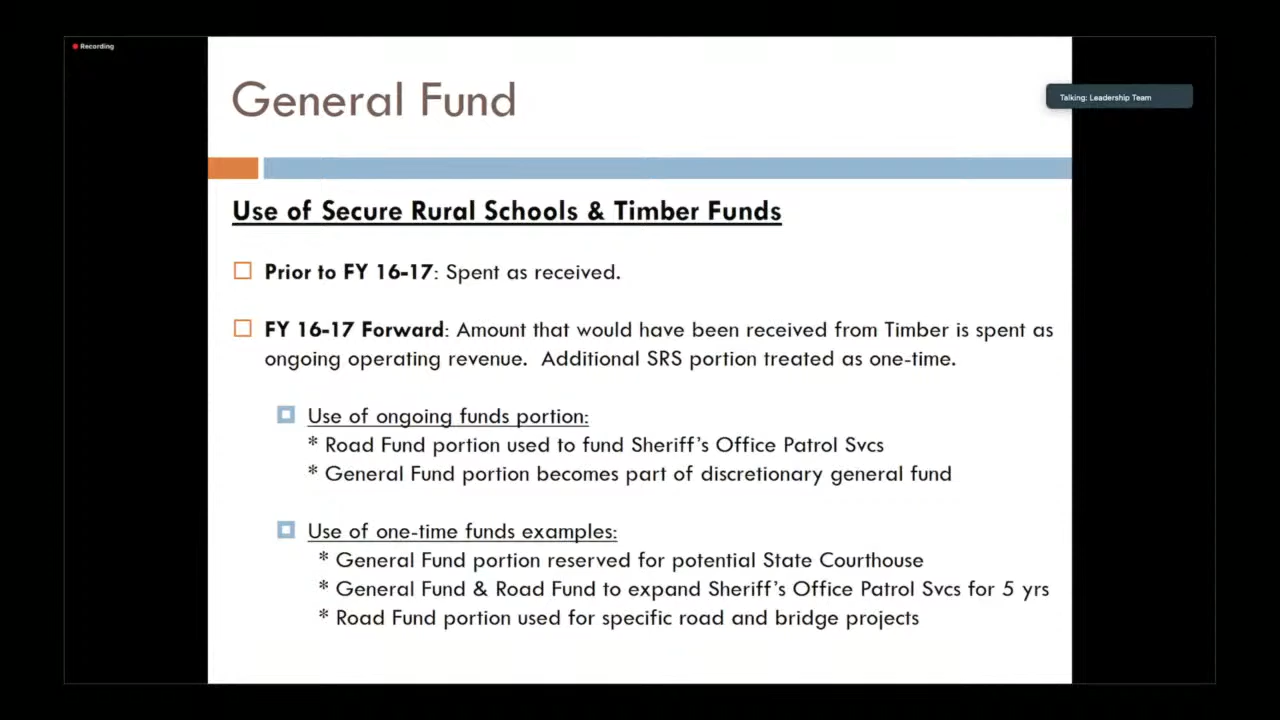 Recording
General Fund
Talking: Leadership Team
Use of Secure Rural Schools & Timber Funds
Prior to FY 16-17: Spent as received.
FY 16-17 Forward: Amount that would have been received from Timber is spent as
ongoing operating revenue.  Additional SRS portion treated as one-time.
Use of ongoing funds portion:
* Road Fund portion used to fund Sheriff's Office Patrol Svcs
* General Fund portion becomes part of discretionary general fund
Use of one-time funds examples:
* General Fund portion reserved for potential State Courthouse
* General Fund & Road Fund to expand Sheriff's Office Patrol Svcs for 5 yrs
* Road Fund portion used for specific road and bridge projects